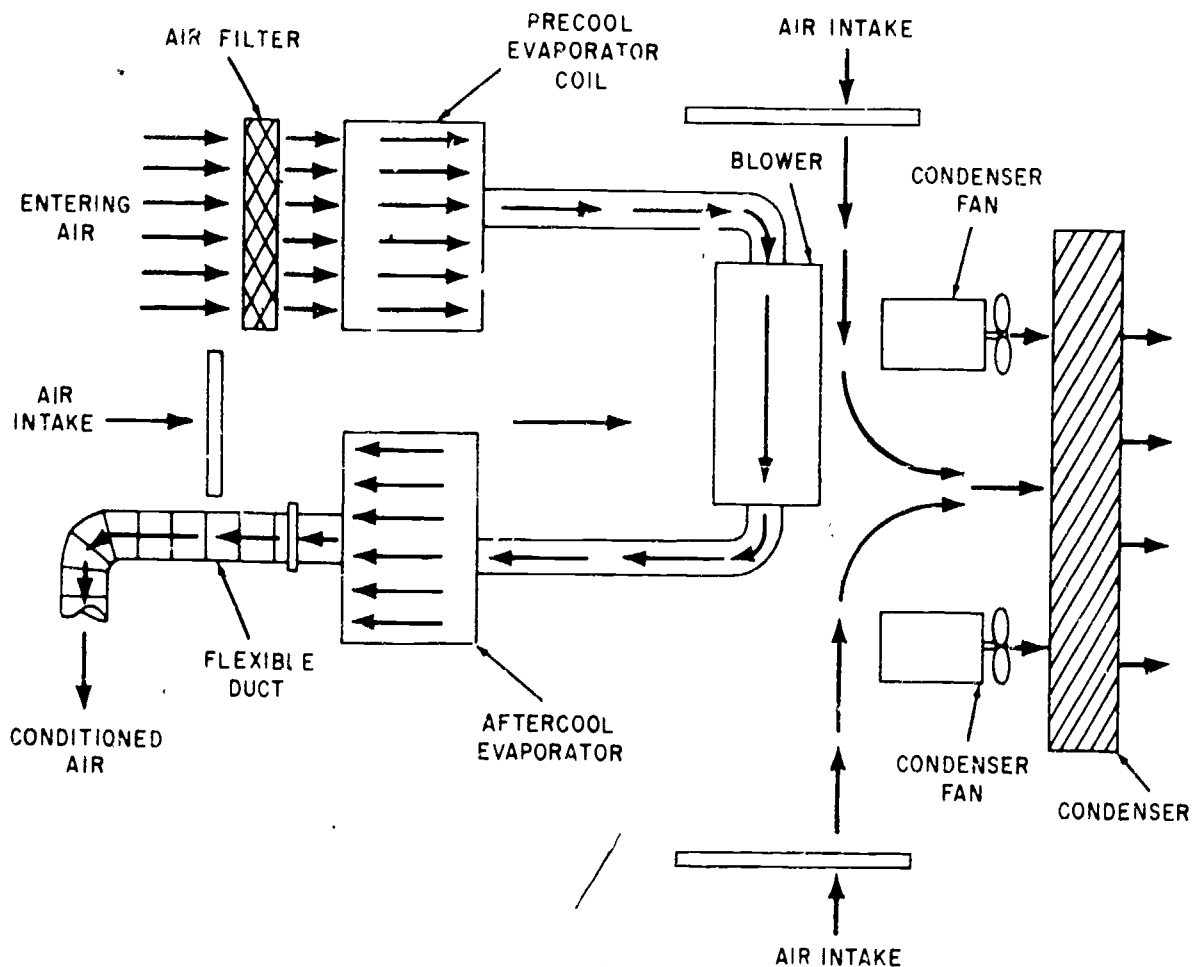 AIR FILTER
PRECOOL
EVAPORATOR
COIL
AIR INTAKE
BLOWER
CONDENSER
FAN
ENTERING
AIR
AIR
INTAKE
FLEXIBLE
DUCT
CONDITIONED
AIR
AFTERCOOL
EVAPORATOR
CONDENSER
FAN
CONDENSER
AIR INTAKE